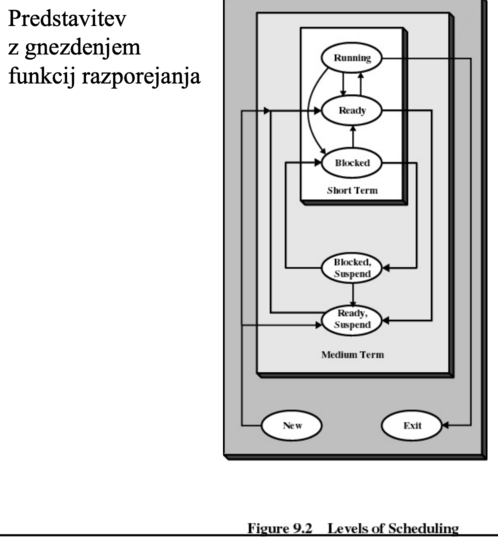 Predstavitev
z gnezdenjem
funkcij razporejanja
Running
Ready
Blocked
Short Term
Blocked,
Suspend
Ready,
Suspend
Medium Term
New
Exit
Figure 9.2 Levels of Scheduling